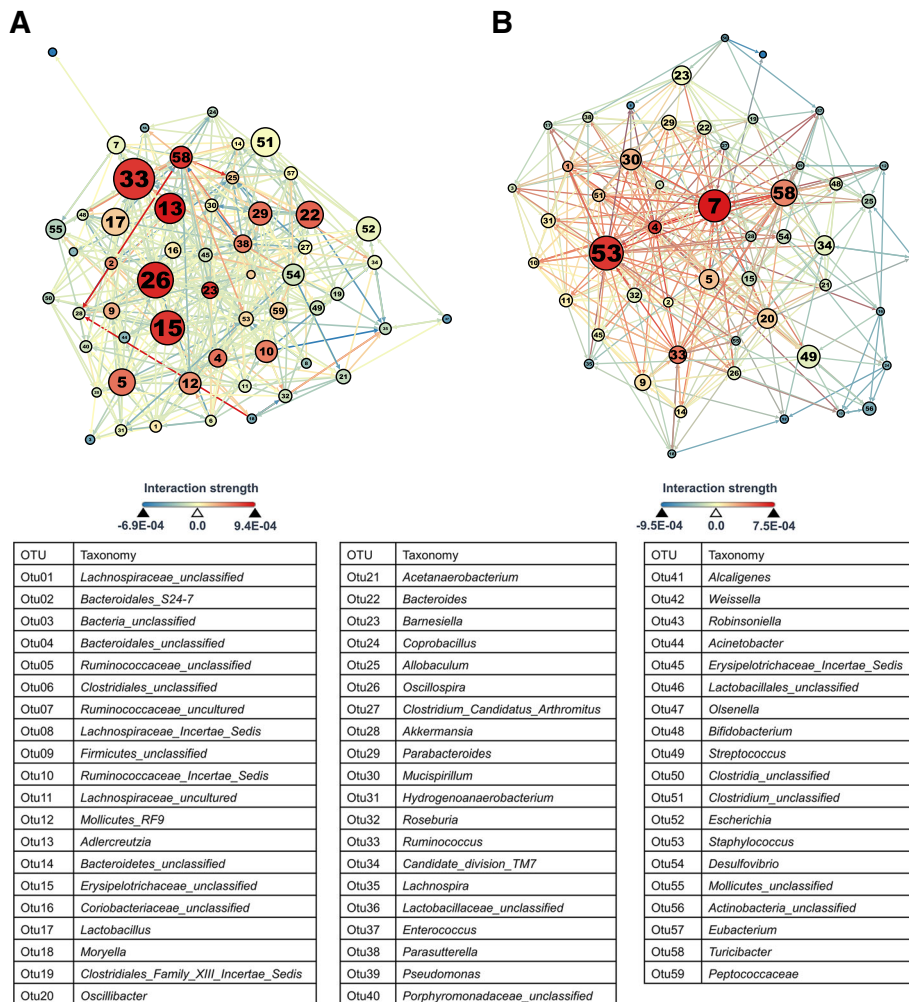 A
B
24
7
58
14
51
33
25
57
48
13
30
17
29
22
55
38
52
16
45
27
2
34
54
26
50
23
19
28
9
53
59
49
15
40
4
10
5
12
21
11
32
31
1
6
23
38
29
22
19
30
1
58
48
3
51
7
25
31
4
28
54
34
53
10
5
15
21
11
32
2
20
45
33
49
9
26
14
56
Interaction strength
-6.9E-04
0.0
9.4E-04
Interaction strength
-9.5E-04
0.0
7.5E-04
OTU Taxonomy
Otu01 Lachnospiraceae_unclassified
Otu02 Bacteroidales_S24-7
Otu03 Bacteria_unclassified
Otu04 Bacteroidales_unclassified
Otu05 Ruminococcaceae_unclassified
Otu06 Clostridiales_unclassified
Otu07 Ruminococcaceae_uncultured
Otu08 Lachnospiraceae_Incertae_Sedis
Otu09 Firmicutes_unclassified
Otu10 Ruminococcaceae_Incertae_Sedis
Otu11 Lachnospiraceae_uncultured
Otu12 Mollicutes_RF9
Otu13 Adlercreutzia
Otu14 Bacteroidetes_unclassified
Otu15 Erysipelotrichaceae_unclassified
Otu16 Coriobacteriaceae_unclassified
Otu17 Lactobacillus
Otu18 Moryella
Otu19 Clostridiales_Family_XIII_Incertae_Sedis
Otu20 Oscillibacter
OTU Taxonomy
Otu21 Acetanaerobacterium
Otu22 Bacteroides
Otu23 Barnesiella
Otu24 Coprobacillus
Otu25 Allobaculum
Otu26 Oscillospira
Otu27 Clostridium_Candidatus_Arthromitus
Otu28 Akkermansia
Otu29 Parabacteroides
Otu30 Mucispirillum
Otu31 Hydrogenoanaerobacterium
Otu32 Roseburia
Otu33 Ruminococcus
Otu34 Candidate_division_TM7
Otu35 Lachnospira
Otu36 Lactobacillaceae_unclassified
Otu37 Enterococcus
Otu38 Parasutterella
Otu39 Pseudomonas
Otu40 Porphyromonadaceae_unclassified
OTU Taxonomy
Otu41 Alcaligenes
Otu42 Weissella
Otu43 Robinsoniella
Otu44 Acinetobacter
Otu45 Erysipelotrichaceae_Incertae_Sedis
Otu46 Lactobacillales_unclassified
Otu47 Olsenella
Otu48 Bifidobacterium
Otu49 Streptococcus
Otu50 Clostridia_unclassified
Otu51 Clostridium_unclassified
Otu52 Escherichia
Otu53 Staphylococcus
Otu54 Desulfovibrio
Otu55 Mollicutes_unclassified
Otu56 Actinobacteria_unclassified
Otu57 Eubacterium
Otu58 Turicibacter
Otu59 Peptococcaceae